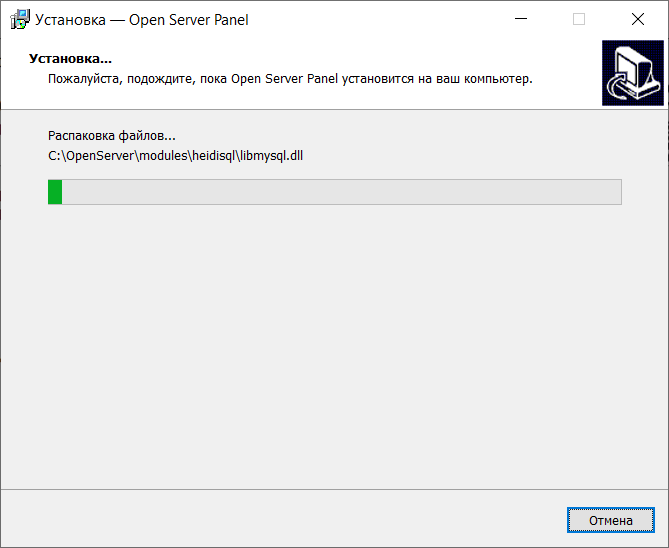 Установка — Open Server Panel
Установка...
Пожалуйста, подождите, пока Open Server Panel установится на ваш компьютер.
Распаковка файлов...
C:\OpenServer\modules\heidisql\libmysql.dll
Отмена